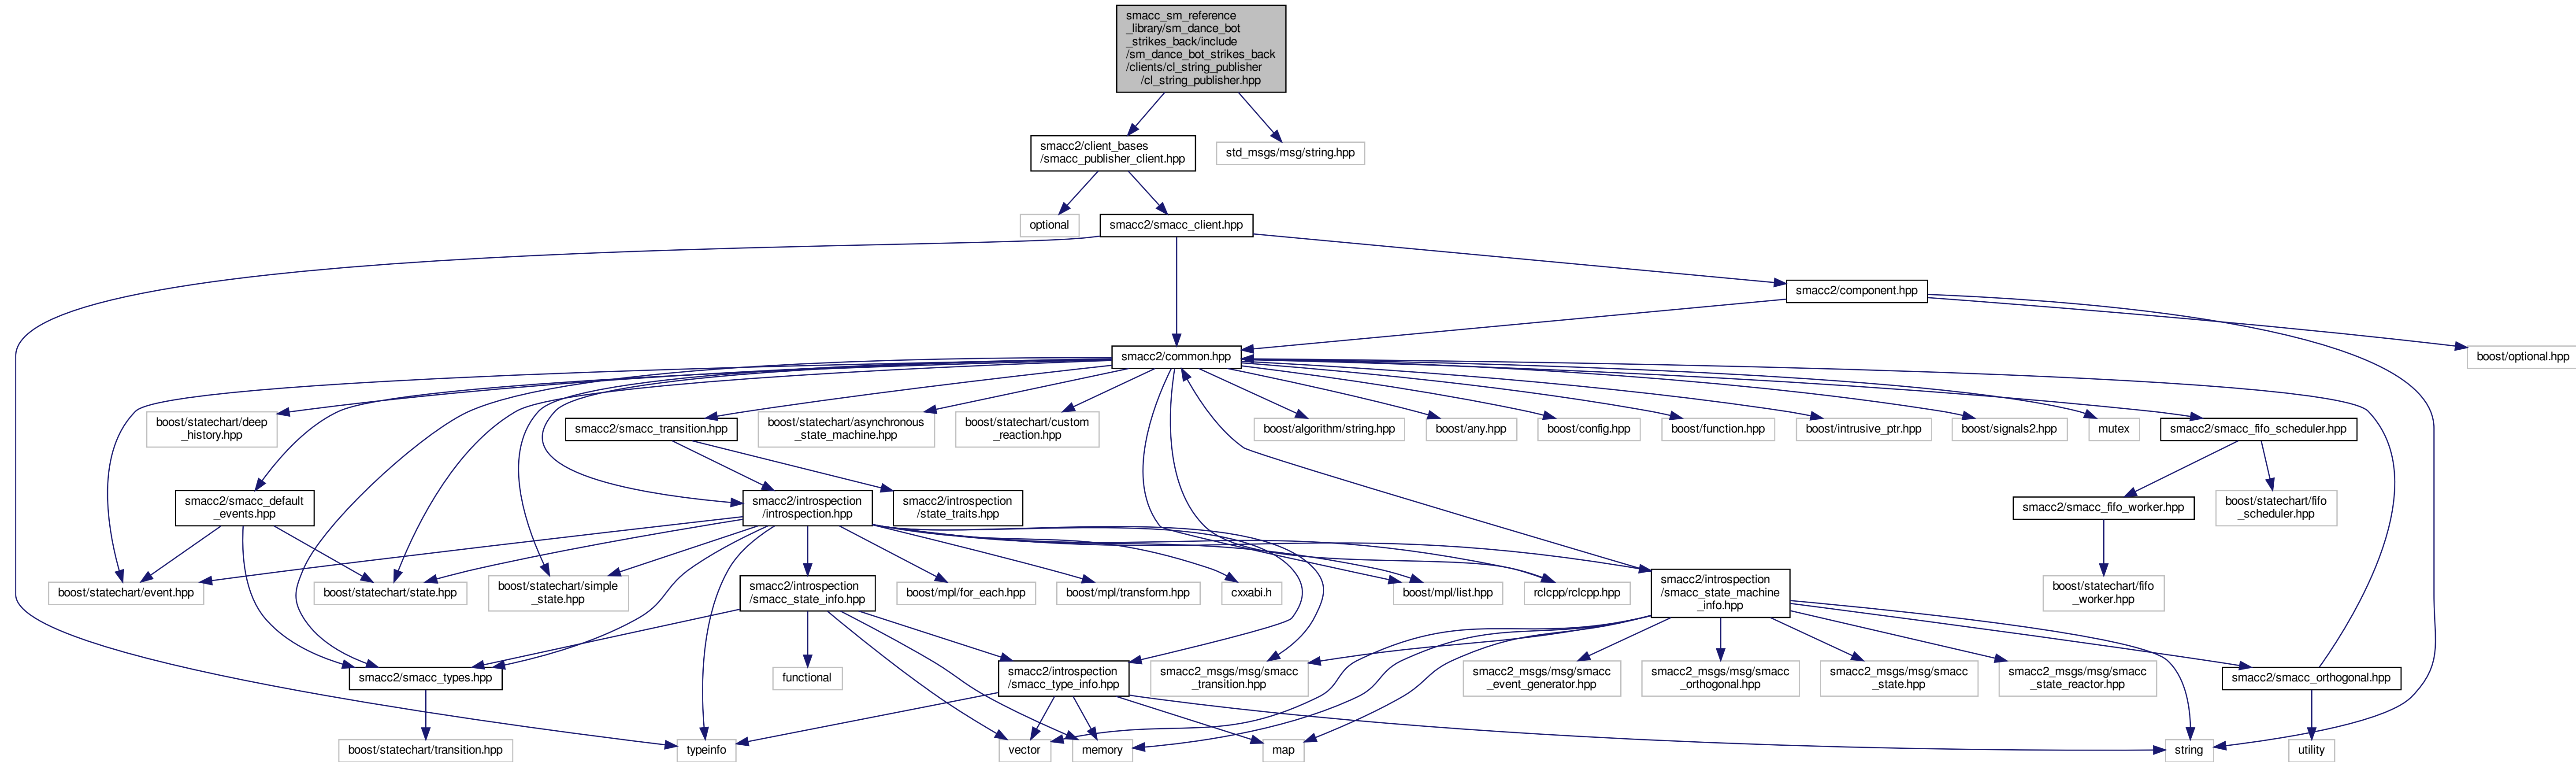 smacc_sm_reference
_library/sm_dance_bot
_strikes_back/include
/sm_dance_bot_strikes_back
/clients/cl_string_publisher
/cl_string_publisher.hpp
smacc2/client_bases
/smacc_publisher_client.hpp
std_msgs/msg/string.hpp
optional
smacc2/smacc_client.hpp
smacc2/component.hpp
smacc2/common.hpp
boost/optional.hpp
boost/statechart/deep
_history.hpp
smacc2/smacc_transition.hpp
boost/statechart/asynchronous
_state_machine.hpp
boost/statechart/custom
_reaction.hpp
boost/algorithm/string.hpp
boost/any.hpp
boost/config.hpp
boost/function.hpp
boost/intrusive_ptr.hpp
boost/signals2.hpp
mutex
smacc2/smacc_fifo_scheduler.hpp
smacc2/smacc_default
_events.hpp
smacc2/introspection
/introspection.hpp
smacc2/introspection
/state_traits.hpp
smacc2/smacc_fifo_worker.hpp
boost/statechart/fifo
_scheduler.hpp
boost/statechart/event.hpp
boost/statechart/state.hpp
boost/statechart/simple
_state.hpp
smacc2/introspection
/smacc_state_info.hpp
boost/mpl/for_each.hpp
boost/mpl/transform.hpp
cxxabi.h
boost/mpl/list.hpp
rclcpp/rclcpp.hpp
smacc2/introspection
/smacc_state_machine
_info.hpp
boost/statechart/fifo
_worker.hpp
smacc2/smacc_types.hpp
functional
smacc2/introspection
/smacc_type_info.hpp
smacc2_msgs/msg/smacc
_transition.hpp
smacc2_msgs/msg/smacc
_event_generator.hpp
smacc2_msgs/msg/smacc
_orthogonal.hpp
smacc2_msgs/msg/smacc
_state.hpp
smacc2_msgs/msg/smacc
_state_reactor.hpp
smacc2/smacc_orthogonal.hpp
boost/statechart/transition.hpp
typeinfo
vector
memory
map
string
utility